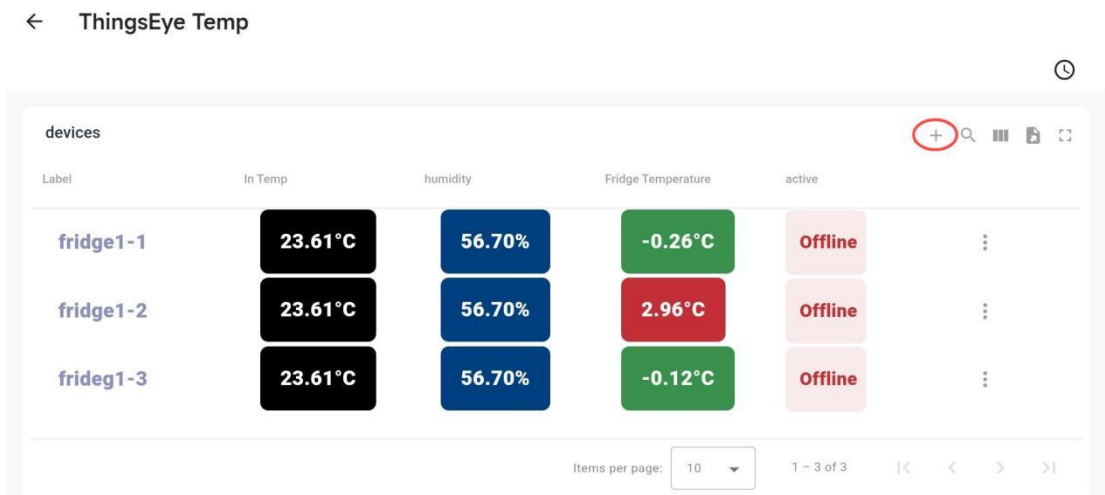 ThingsEye Temp
devices
Label In Temp humidity Fridge Temperature active
fridge1-1 23.61°C 56.70% -0.26°C Offline
fridge1-2 23.61°C 56.70% 2.96°C Offline
frideg1-3 23.61°C 56.70% -0.12°C Offline
Items per page: 10 1 – 3 of 3